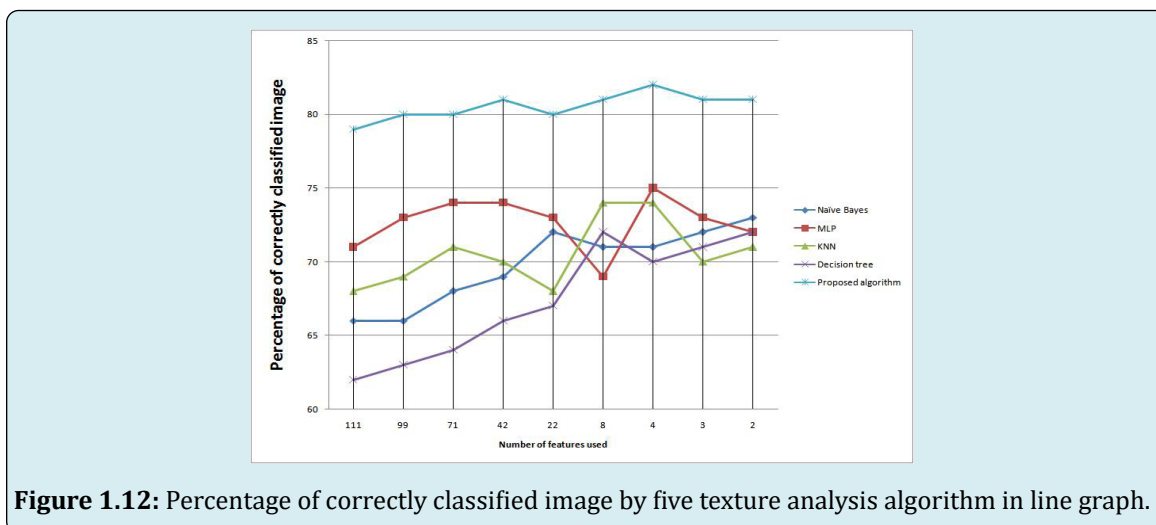 85
80
75
70
65
60
Percentage of correctly classified image
111 99 71 42 22 8 4 3 2
Number of features used
Naïve Bayes
MLP
KNN
Decision tree
Proposed algorithm
Figure 1.12: Percentage of correctly classified image by five texture analysis algorithm in line graph.